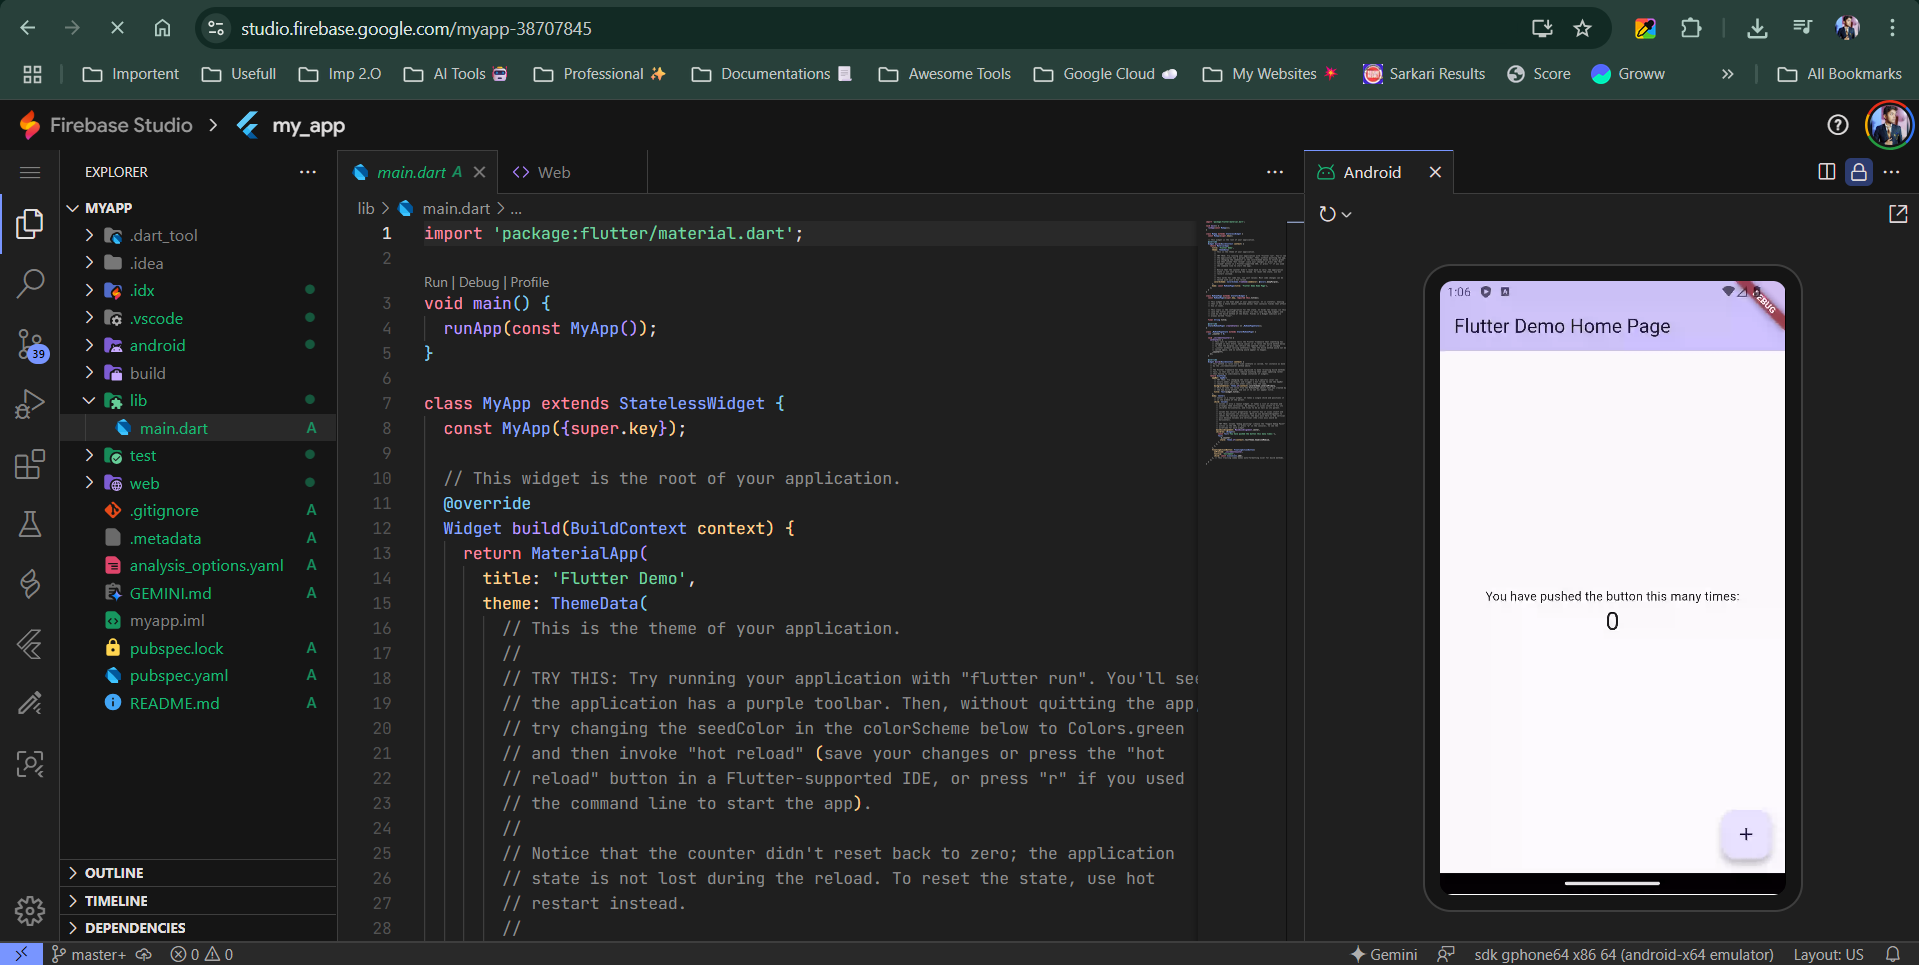 studio.firebase.google.com/myapp-38707845
Importent
Usefull
Imp 2.O
AI Tools
Professional
Documentations
Awesome Tools
Google Cloud
My Websites
Sarkari Results
Score
Groww
All Bookmarks
Firebase Studio
my_app
EXPLORER
MYAPP
.dart_tool
.idea
.idx
.vscode
android
build
lib
main.dart A
test
web
.gitignore A
.metadata A
analysis_options.yaml A
GEMINI.md A
myapp.iml
pubspec.lock A
pubspec.yaml A
README.md A
39
OUTLINE
TIMELINE
DEPENDENCIES
main.dart A
Web
lib > main.dart > ...
1 import 'package:flutter/material.dart';
2
Run | Debug | Profile
3 void main() {
4 runApp(const MyApp());
5 }
6
7 class MyApp extends StatelessWidget {
8 const MyApp({super.key});
9
10 // This widget is the root of your application.
11 @override
12 Widget build(BuildContext context) {
13 return MaterialApp(
14 title: 'Flutter Demo',
15 theme: ThemeData(
16 // This is the theme of your application.
17 //
18 // TRY THIS: Try running your application with "flutter run". You'll see
19 // the application has a purple toolbar. Then, without quitting the app,
20 // try changing the seedColor in the colorScheme below to Colors.green
21 // and then invoke "hot reload" (save your changes or press the "hot
22 // reload" button in a Flutter-supported IDE, or press "r" if you used
23 // the command line to start the app).
24 //
25 // Notice that the counter didn't reset back to zero; the application
26 // state is not lost during the reload. To reset the state, use hot
27 // restart instead.
28 //
Android
1:06
DEBUG
Flutter Demo Home Page
You have pushed the button this many times:
0
+
master+
0
0
Gemini
sdk gphone64 x86 64 (android-x64 emulator)
Layout: US